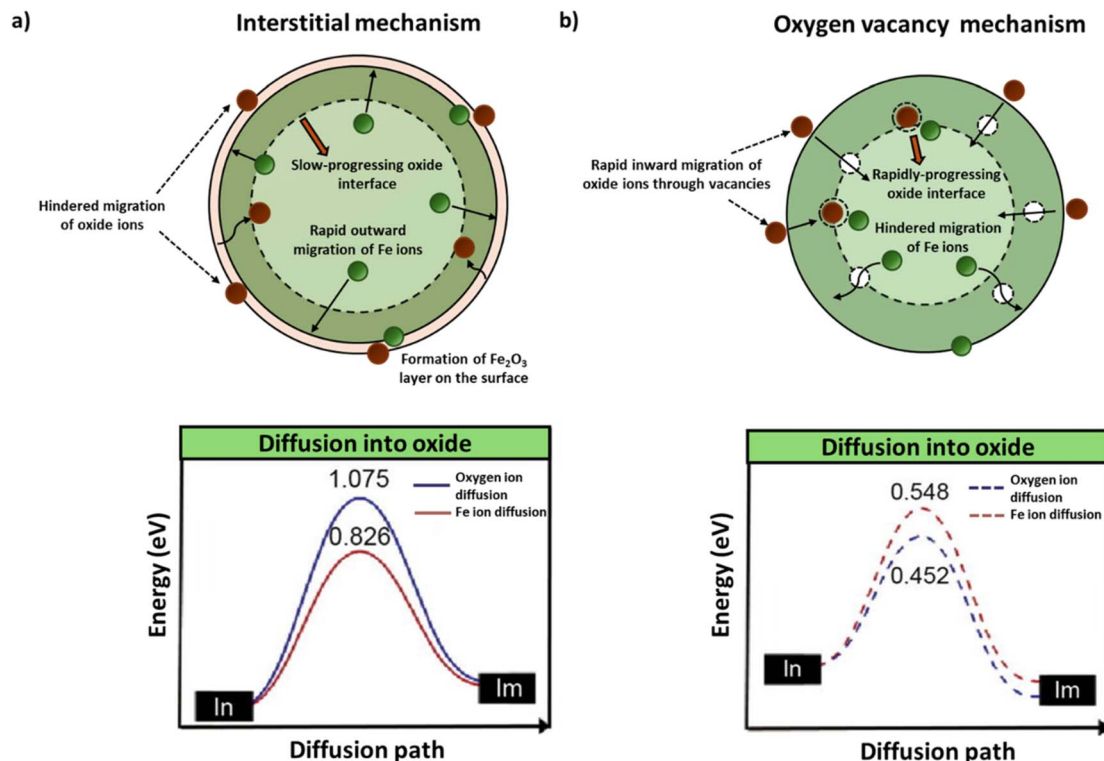 a)
Interstitial mechanism
Hindered migration
of oxide ions
Slow-progressing oxide
interface
Rapid outward
migration of Fe ions
Formation of Fe₂O₃
layer on the surface
Diffusion into oxide
1.075
0.826
Oxygen ion
diffusion
Fe ion diffusion
Energy (eV)
In
Im
Diffusion path
b)
Oxygen vacancy mechanism
Rapid inward migration of
oxide ions through vacancies
Rapidly-progressing
oxide interface
Hindered migration
of Fe ions
Diffusion into oxide
0.548
0.452
Oxygen ion
diffusion
Fe ion diffusion
Energy (eV)
In
Im
Diffusion path